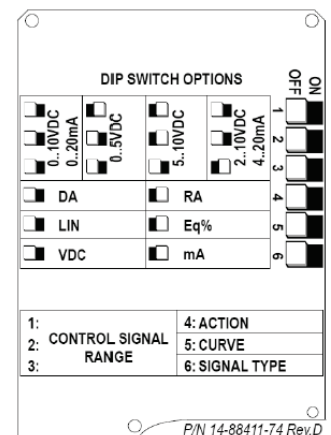 DIP SWITCH OPTIONS
OFF
ON
0..10VDC
0..20mA
0..5VDC
5..10VDC
2..10VDC
4..20mA
1
2
3
4
5
6
DA
RA
LIN
Eq%
VDC
mA
1:
2:
3:
CONTROL SIGNAL
RANGE
4: ACTION
5: CURVE
6: SIGNAL TYPE
P/N 14-88411-74 Rev.D